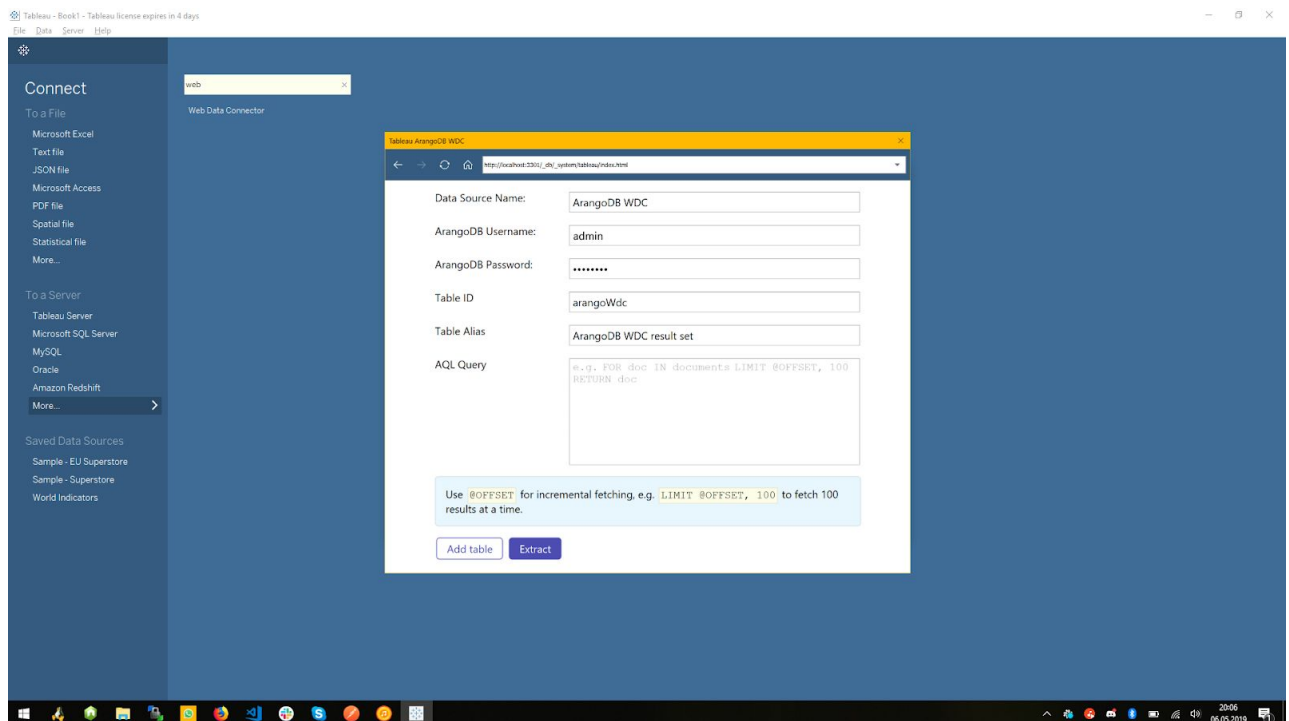 Tableau - Book1 - Tableau license expires in 4 days
File Data Server Help
Connect
To a File
Microsoft Excel
Text file
JSON file
Microsoft Access
PDF file
Spatial file
Statistical file
More...
To a Server
Tableau Server
Microsoft SQL Server
MySQL
Oracle
Amazon Redshift
More...
Saved Data Sources
Sample - EU Superstore
Sample - Superstore
World Indicators
web
Web Data Connector
Tableau ArangoDB WDC
http://localhost:3301/_db/_system/tableau/index.html
Data Source Name:
ArangoDB WDC
ArangoDB Username:
admin
ArangoDB Password:
••••••••
Table ID
arangoWdc
Table Alias
ArangoDB WDC result set
AQL Query
e.g. FOR doc IN documents LIMIT @OFFSET, 100
RETURN doc
Use @OFFSET for incremental fetching, e.g. LIMIT @OFFSET, 100 to fetch 100
results at a time.
Add table
Extract
20:06
06.05.2019